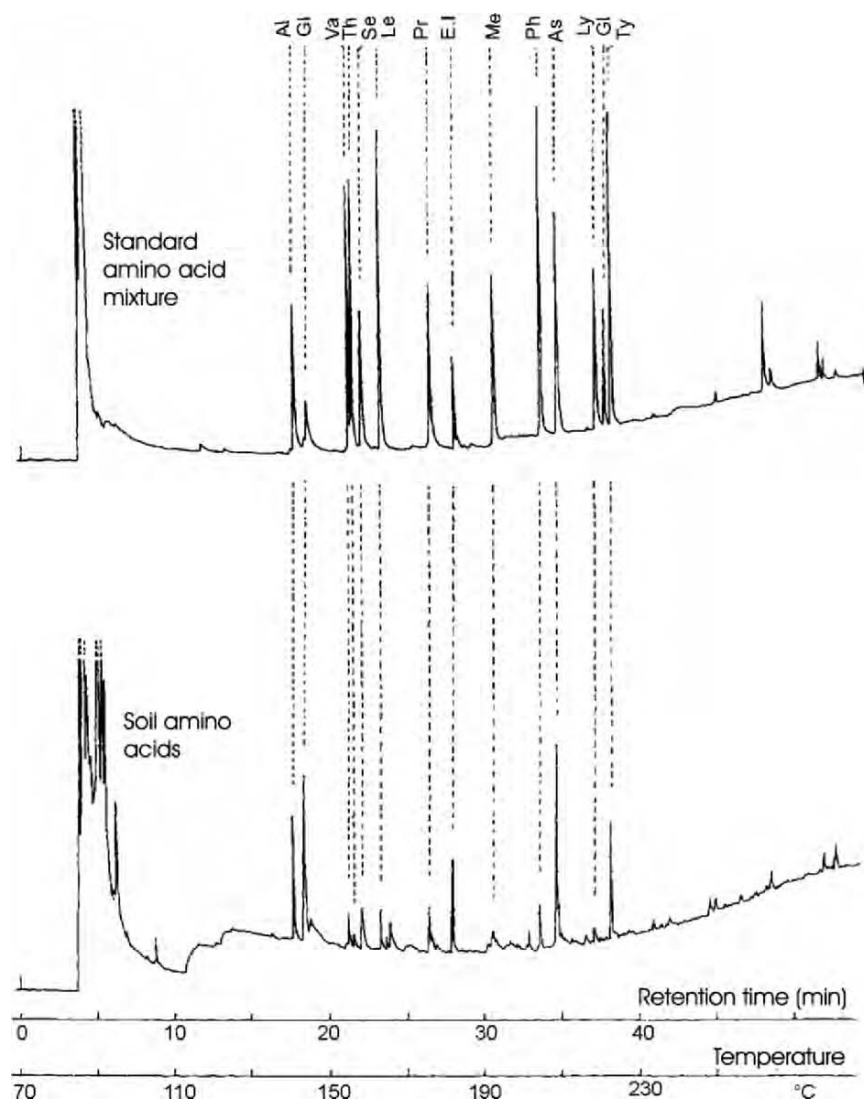 Al Gl Va Th Se Le Pr E.I Me Ph As Ly Gl Ty
Standard
amino acid
mixture
Soil amino
acids
Retention time (min)
0 10 20 30 40
Temperature
70 110 150 190 230 °C